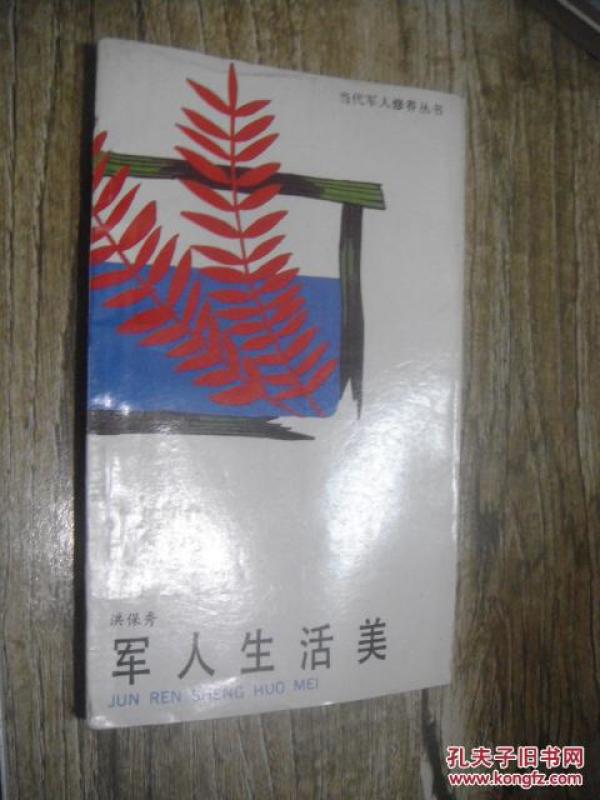 当代军人修养丛书
洪保秀
军人生活美
JUN REN SHENG HUO MEI
孔夫子旧书网
www.kongfz.com